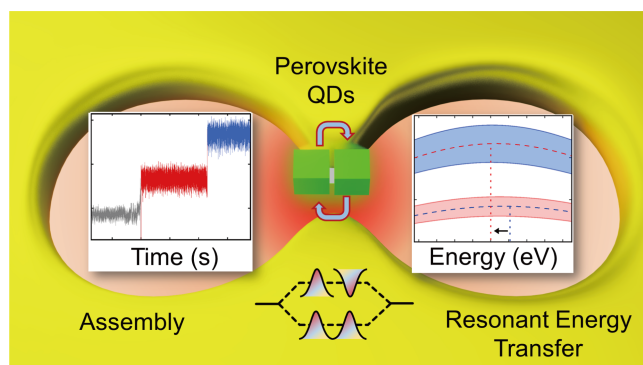 Perovskite
QDs
Time (s)
Energy (eV)
Assembly
Resonant Energy
Transfer